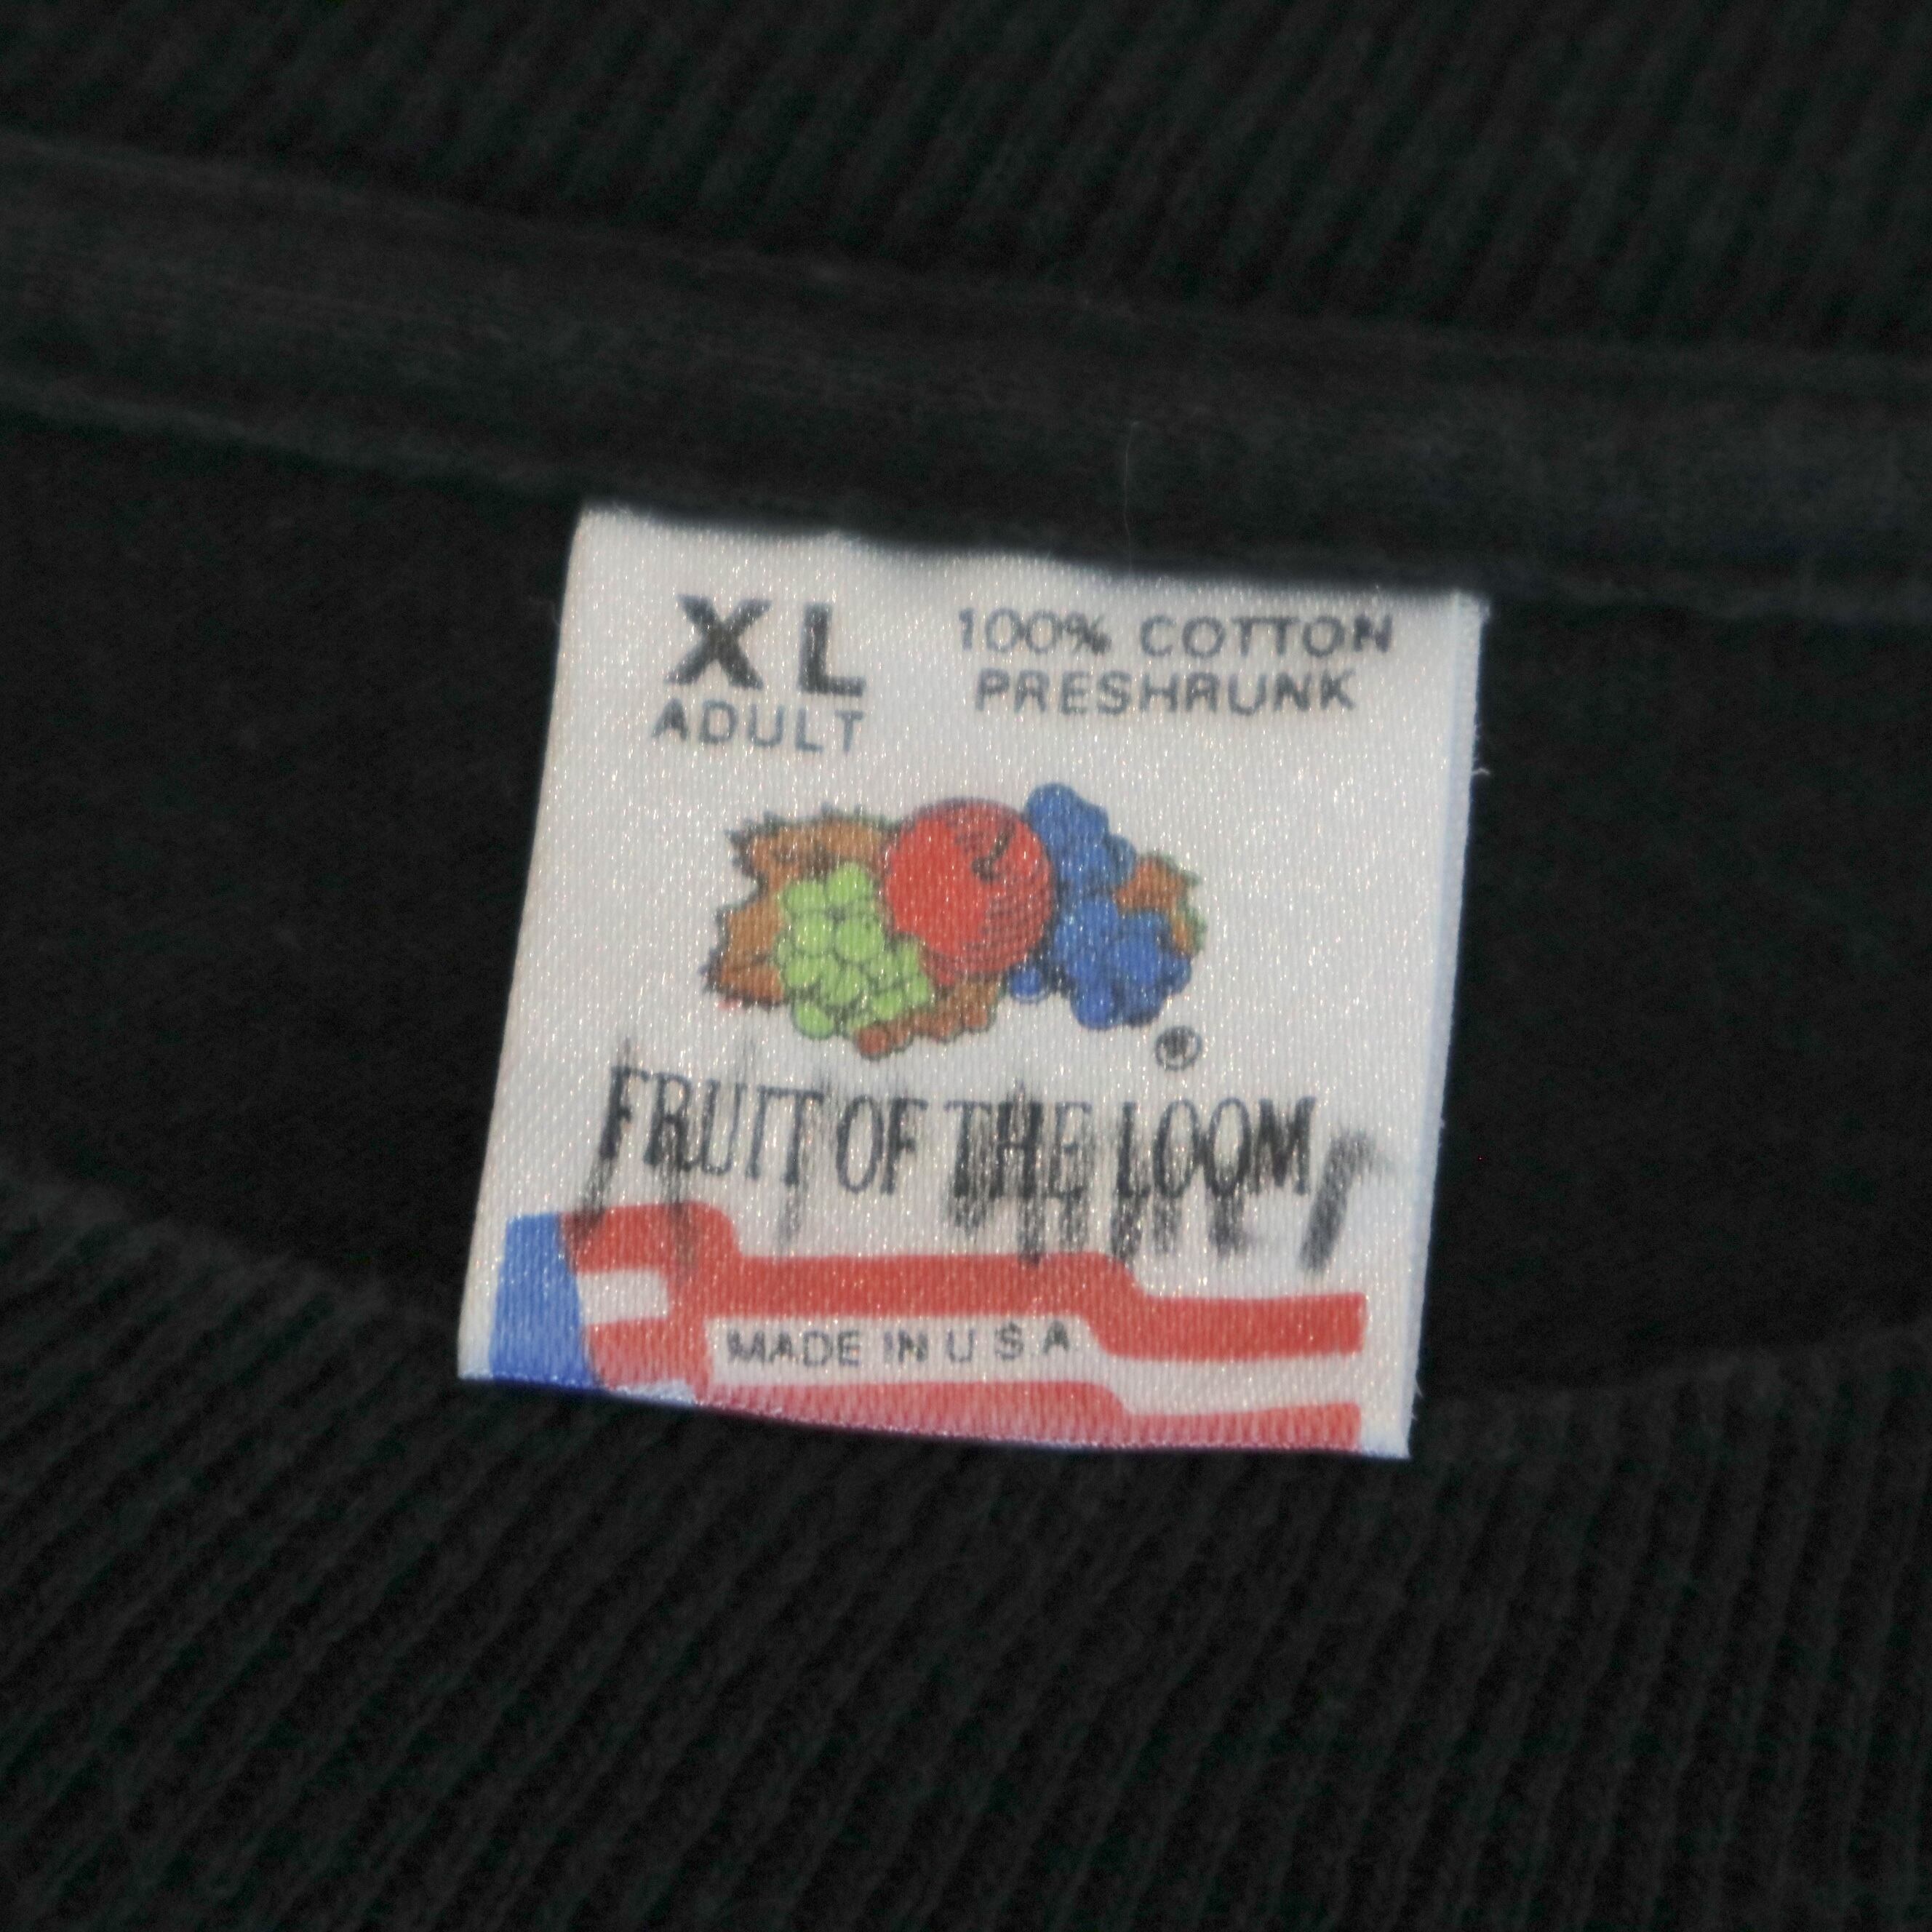 XL
ADULT
100% COTTON
PRESHRUNK
®
FRUIT OF THE LOOM
MADE IN U S A